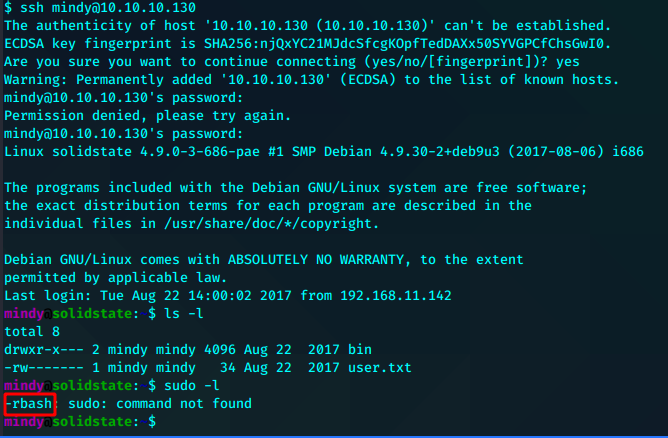 $ ssh mindy@10.10.10.130
The authenticity of host '10.10.10.130 (10.10.10.130)' can't be established.
ECDSA key fingerprint is SHA256:njQxYC21MJdcSfcgKOpfTedDAXx50SYVGPCfChsGwI0.
Are you sure you want to continue connecting (yes/no/[fingerprint])? yes
Warning: Permanently added '10.10.10.130' (ECDSA) to the list of known hosts.
mindy@10.10.10.130's password:
Permission denied, please try again.
mindy@10.10.10.130's password:
Linux solidstate 4.9.0-3-686-pae #1 SMP Debian 4.9.30-2+deb9u3 (2017-08-06) i686
The programs included with the Debian GNU/Linux system are free software;
the exact distribution terms for each program are described in the
individual files in /usr/share/doc/*/copyright.
Debian GNU/Linux comes with ABSOLUTELY NO WARRANTY, to the extent
permitted by applicable law.
Last login: Tue Aug 22 14:00:02 2017 from 192.168.11.142
mindy@solidstate: $ ls -l
total 8
drwxr-x--- 2 mindy mindy 4096 Aug 22  2017 bin
-rw------- 1 mindy mindy   34 Aug 22  2017 user.txt
mindy@solidstate: $ sudo -l
-rbash: sudo: command not found
mindy@solidstate: $